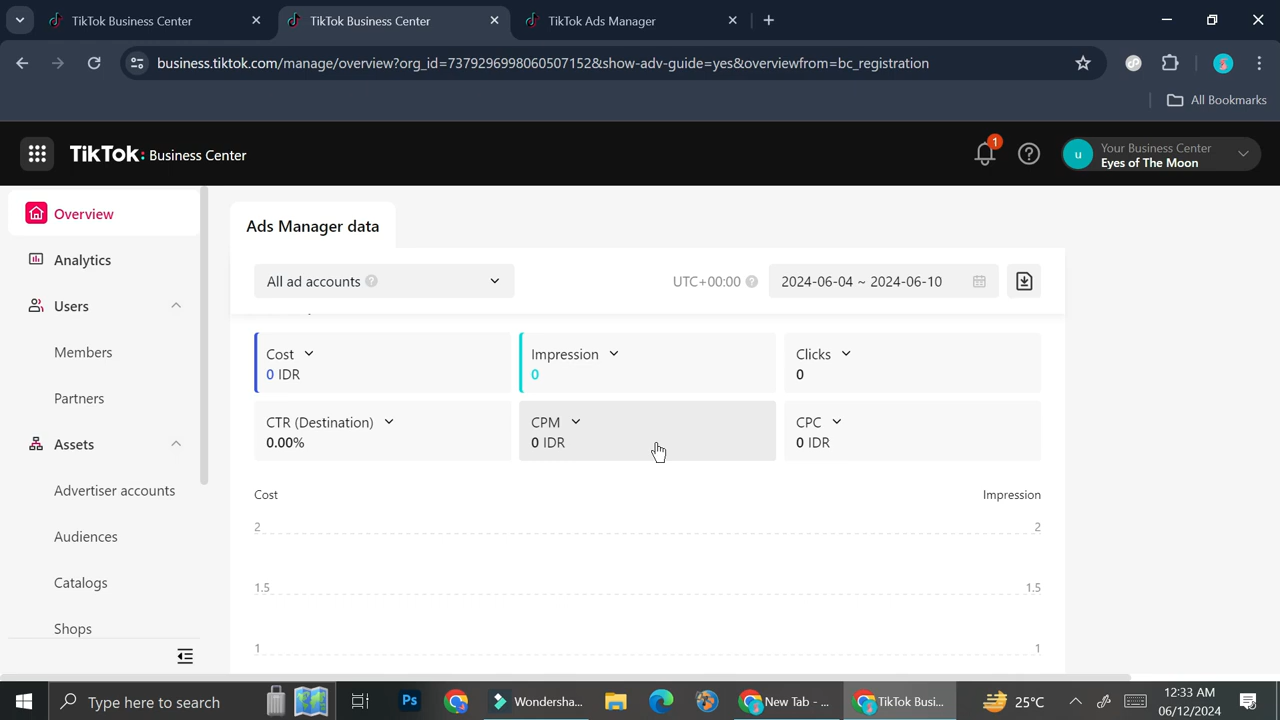 TikTok Business Center
TikTok Business Center
TikTok Ads Manager
business.tiktok.com/manage/overview?org_id=7379296998060507152&show-adv-guide=yes&overviewfrom=bc_registration
All Bookmarks
TikTok: Business Center
1
u
Your Business Center
Eyes of The Moon
Overview
Analytics
Users
Members
Partners
Assets
Advertiser accounts
Audiences
Catalogs
Shops
Ads Manager data
All ad accounts
UTC+00:00
2024-06-04 ~ 2024-06-10
Cost
0 IDR
Impression
0
Clicks
0
CTR (Destination)
0.00%
CPM
0 IDR
CPC
0 IDR
Cost
Impression
2
2
1.5
1.5
1
1
Type here to search
Ps
Wondersha...
New Tab - ...
TikTok Busi...
25°C
12:33 AM
06/12/2024